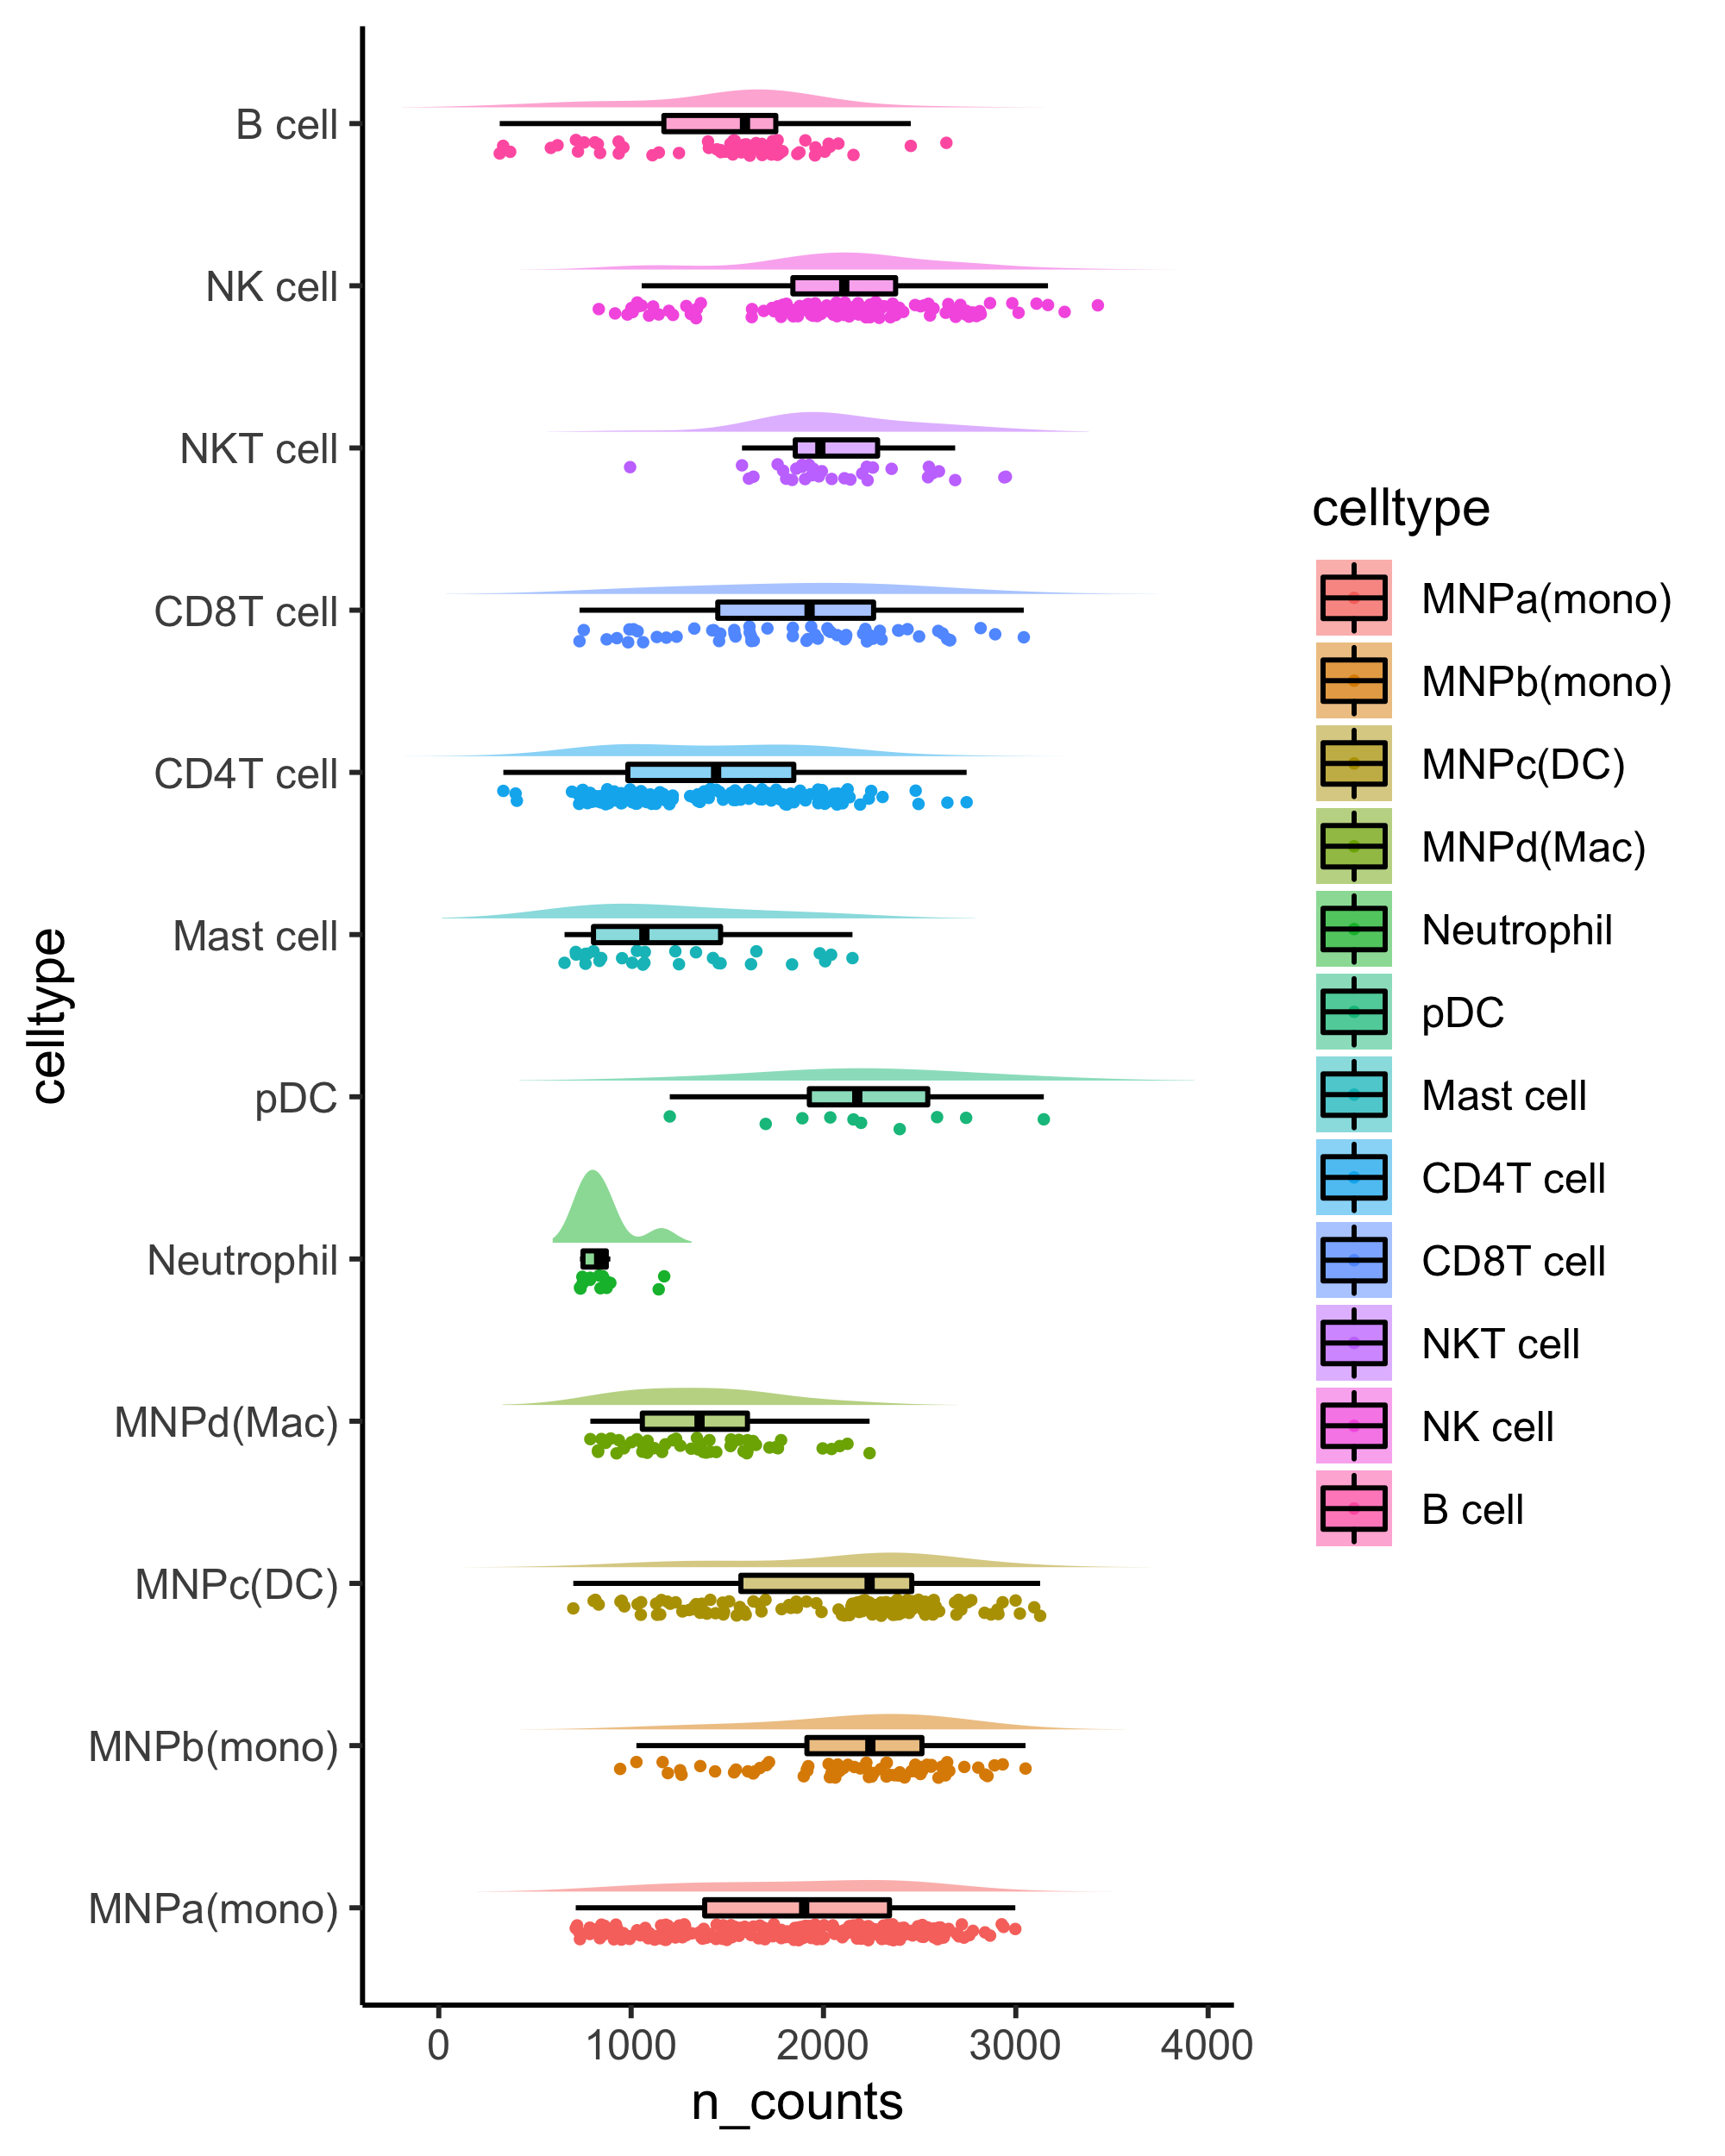 celltype
B cell
NK cell
NKT cell
CD8T cell
CD4T cell
Mast cell
pDC
Neutrophil
MNPd(Mac)
MNPc(DC)
MNPb(mono)
MNPa(mono)
0 1000 2000 3000 4000
n_counts
celltype
MNPa(mono)
MNPb(mono)
MNPc(DC)
MNPd(Mac)
Neutrophil
pDC
Mast cell
CD4T cell
CD8T cell
NKT cell
NK cell
B cell